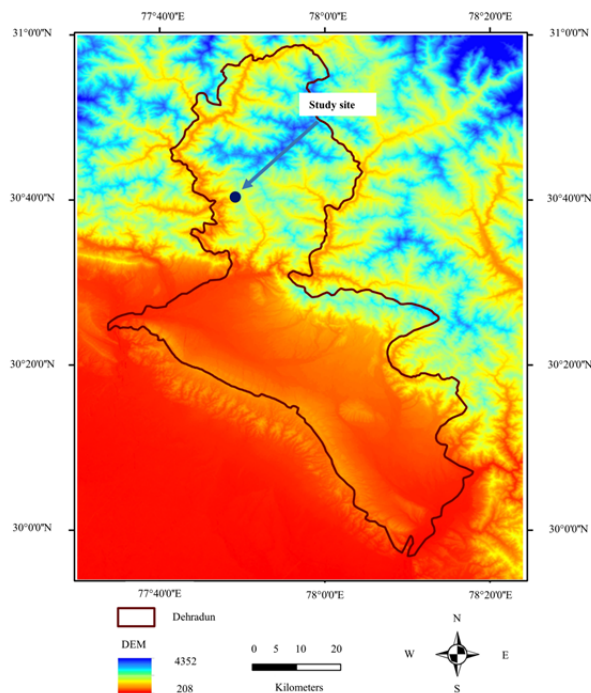 77°40'0"E 78°0'0"E 78°20'0"E
31°0'0"N 31°0'0"N
Study site
30°40'0"N 30°40'0"N
30°20'0"N 30°20'0"N
30°0'0"N 30°0'0"N
77°40'0"E 78°0'0"E 78°20'0"E
Dehradun
N
DEM
4352 0 5 10 20 W E
208 Kilometers S